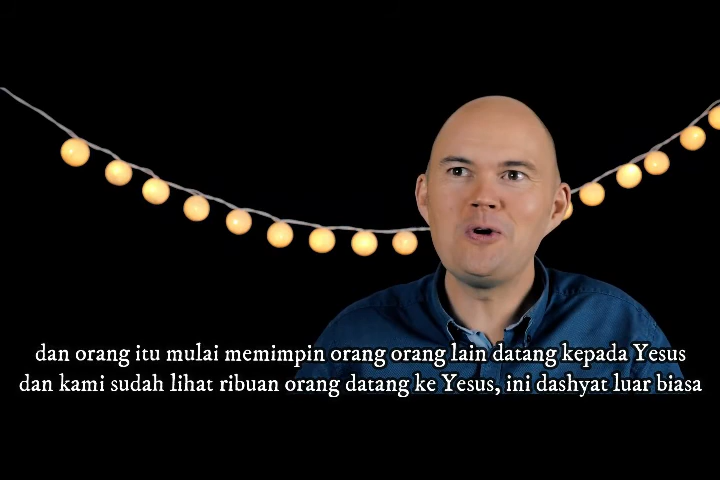 dan orang itu mulai memimpin orang orang lain datang kepada Yesus
dan kami sudah lihat ribuan orang datang ke Yesus, ini dashyat luar biasa